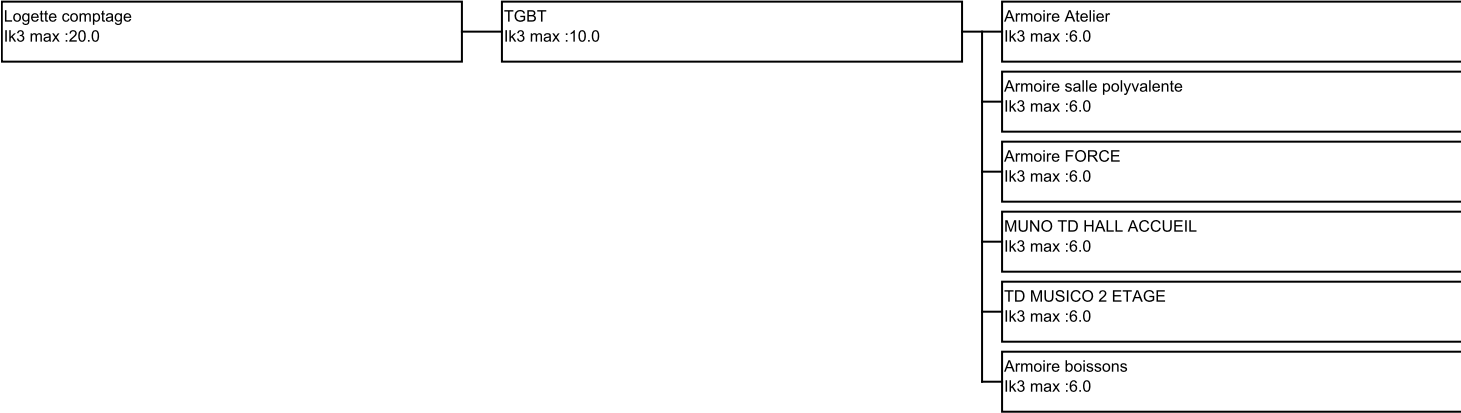 Logette comptage
Ik3 max :20.0
TGBT
Ik3 max :10.0
Armoire Atelier
Ik3 max :6.0
Armoire salle polyvalente
Ik3 max :6.0
Armoire FORCE
Ik3 max :6.0
MUNO TD HALL ACCUEIL
Ik3 max :6.0
TD MUSICO 2 ETAGE
Ik3 max :6.0
Armoire boissons
Ik3 max :6.0